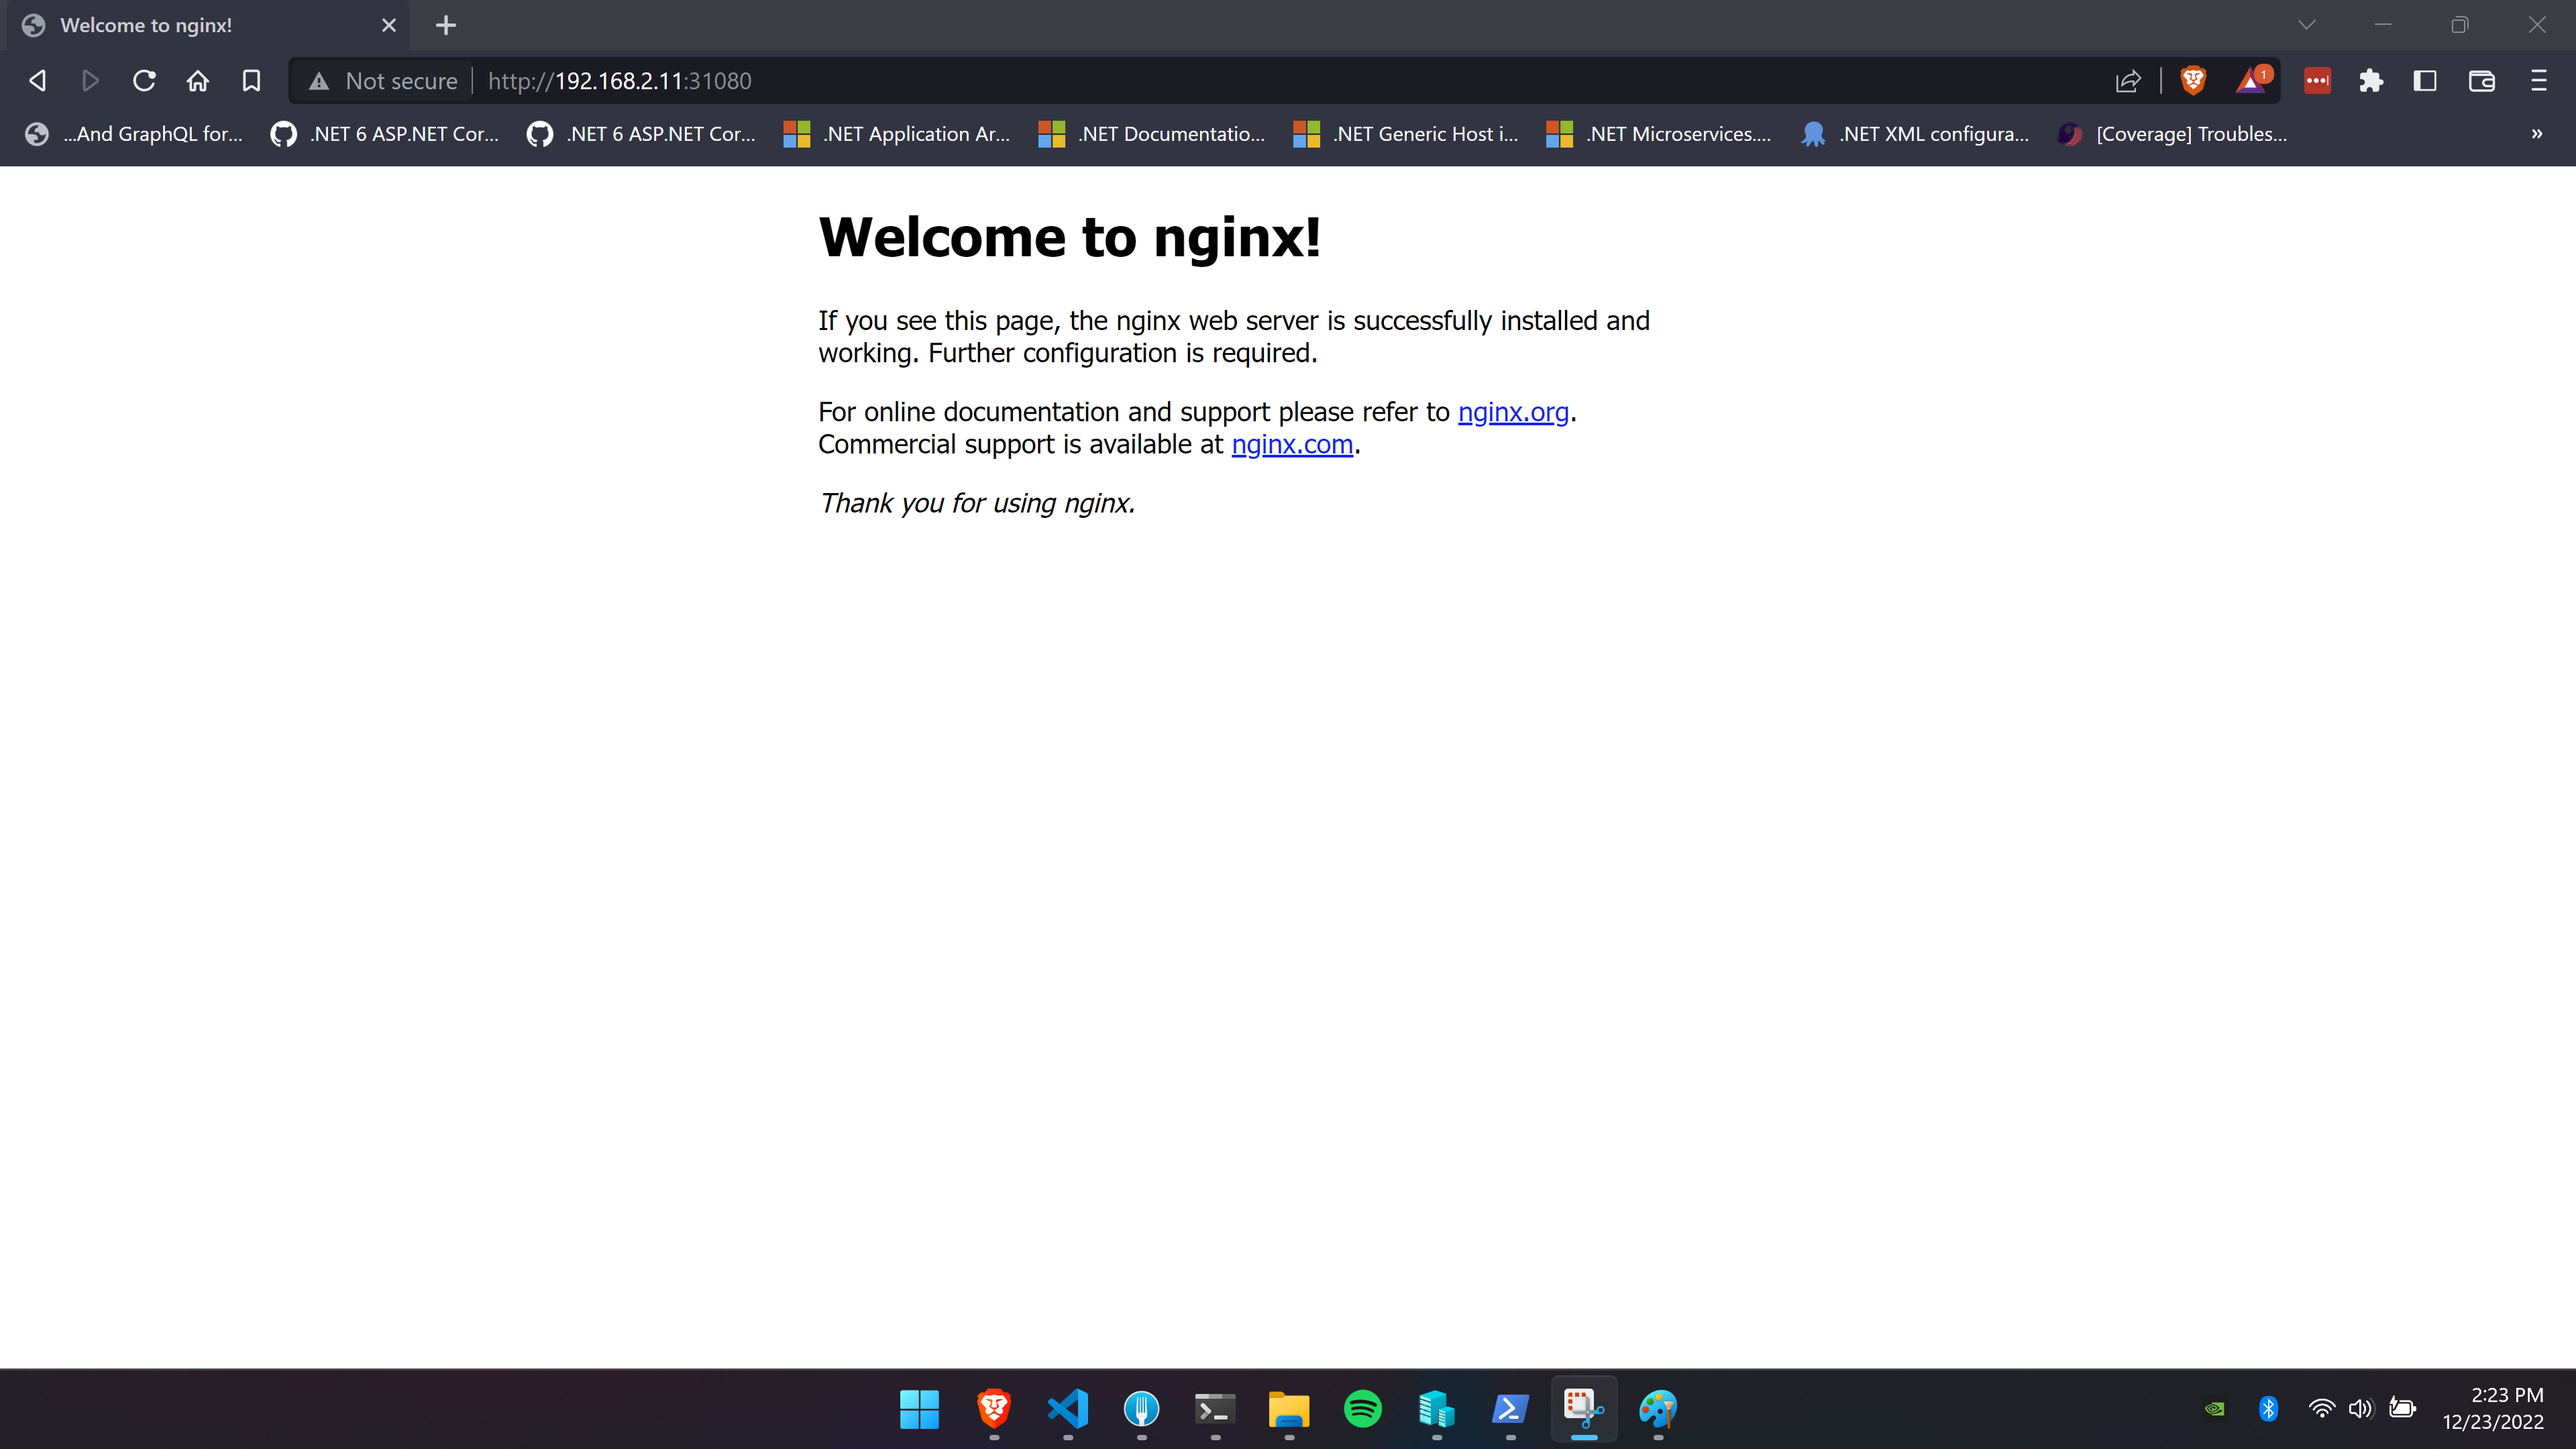 Welcome to nginx!
Not secure
http://192.168.2.11:31080
1
...And GraphQL for...
.NET 6 ASP.NET Cor...
.NET 6 ASP.NET Cor...
.NET Application Ar...
.NET Documentatio...
.NET Generic Host i...
.NET Microservices....
.NET XML configura...
[Coverage] Troubles...
»
Welcome to nginx!
If you see this page, the nginx web server is successfully installed and
working. Further configuration is required.
For online documentation and support please refer to nginx.org.
Commercial support is available at nginx.com.
Thank you for using nginx.
2:23 PM
12/23/2022